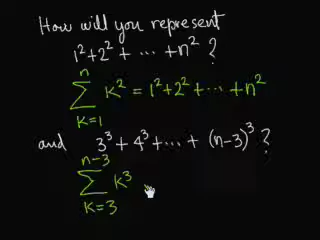 How will you represent
1² + 2² + ⋯ + n² ?
n
∑ K² = 1² + 2² + ⋯ + n²
K=1
and 3³ + 4³ + ⋯ + (n-3)³ ?
n-3
∑ K³
K=3